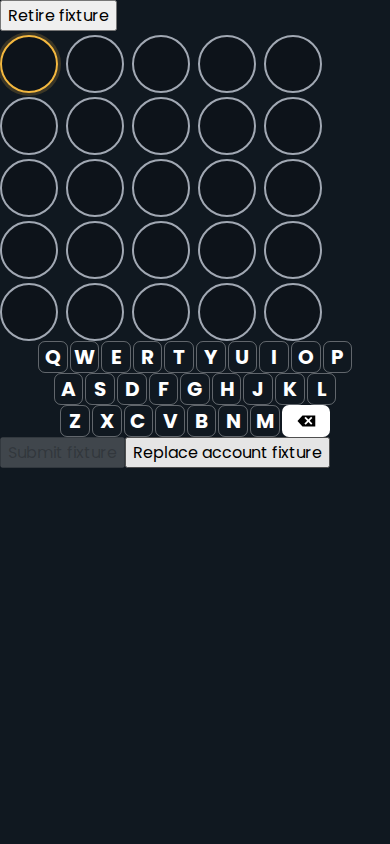 Retire fixture
Q W E R T Y U I O P
A S D F G H J K L
Z X C V B N M
Submit fixture Replace account fixture